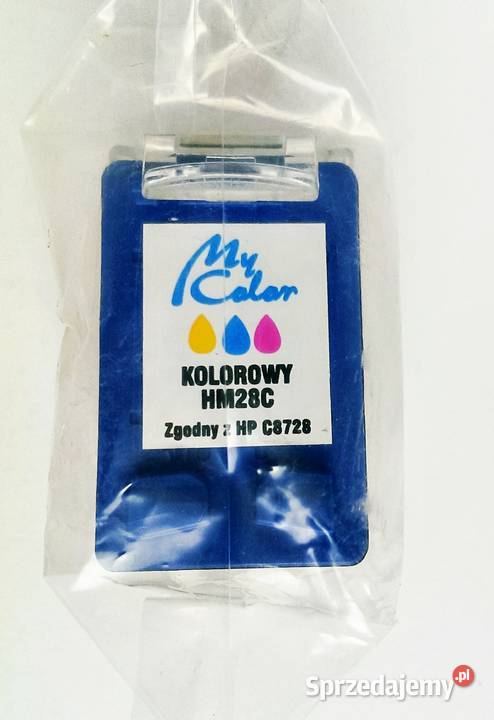 My
Color
KOLOROWY
HM28C
Zgodny z HP C8728
Sprzedajemy.pl